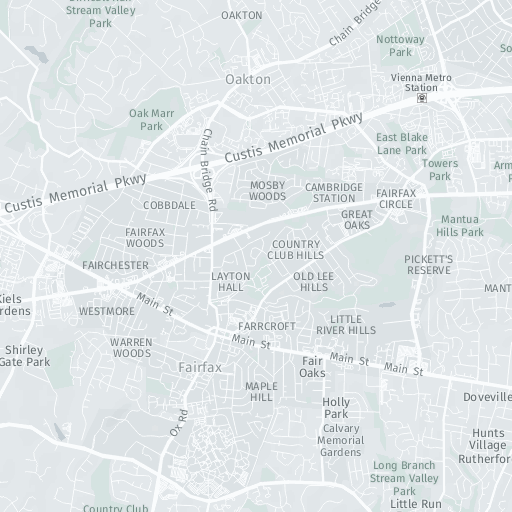 Stream Valley
Park
OAKTON
Chain Bridge
Nottoway
Park
Oakton
Vienna Metro
Station
Oak Marr
Park
Chain Bridge Rd
Custis Memorial Pkwy
East Blake
Lane Park
Towers
Park
Custis Memorial Pkwy
MOSBY
WOODS
CAMBRIDGE
STATION
FAIRFAX
CIRCLE
COBBDALE
GREAT
OAKS
Mantua
Hills Park
FAIRFAX
WOODS
COUNTRY
CLUB HILLS
FAIRCHESTER
PICKETT'S
RESERVE
LAYTON
HALL
OLD LEE
HILLS
MANT
Kiels
rdens
Main St
WESTMORE
FARRCROFT
LITTLE
RIVER HILLS
WARREN
WOODS
Main St
Shirley
Gate Park
Fairfax
Fair
Oaks
Main St
Main St
MAPLE
HILL
Doveville
Holly
Park
Ox Rd
Calvary
Memorial
Gardens
Hunts
Village
Rutherfor
Long Branch
Stream Valley
Park
Country Club
Little Run